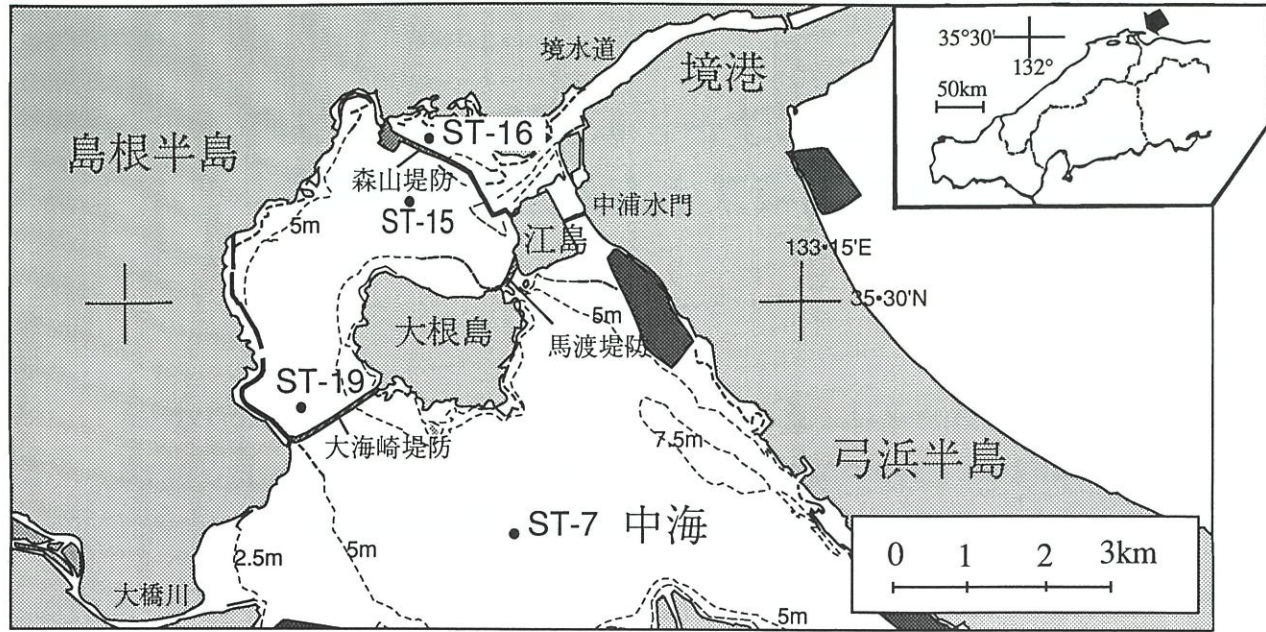 境水道
境港
35°30'
132°
50km
島根半島
ST-16
森山堤防
ST-15
中浦水門
江島
5m
133•15'E
35•30'N
5m
大根島
馬渡堤防
ST-19
大海崎堤防
7.5m
弓浜半島
ST-7
中海
2.5m
5m
大橋川
5m
0 1 2 3km